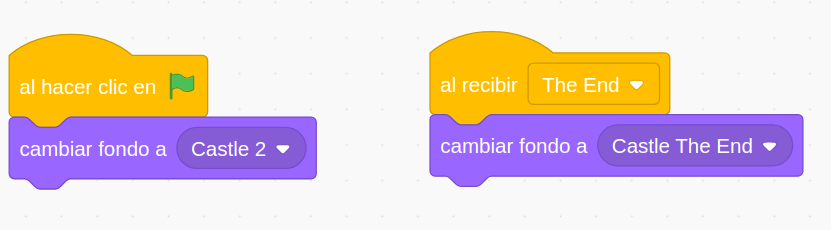 al hacer clic en
cambiar fondo a Castle 2
al recibir The End
cambiar fondo a Castle The End